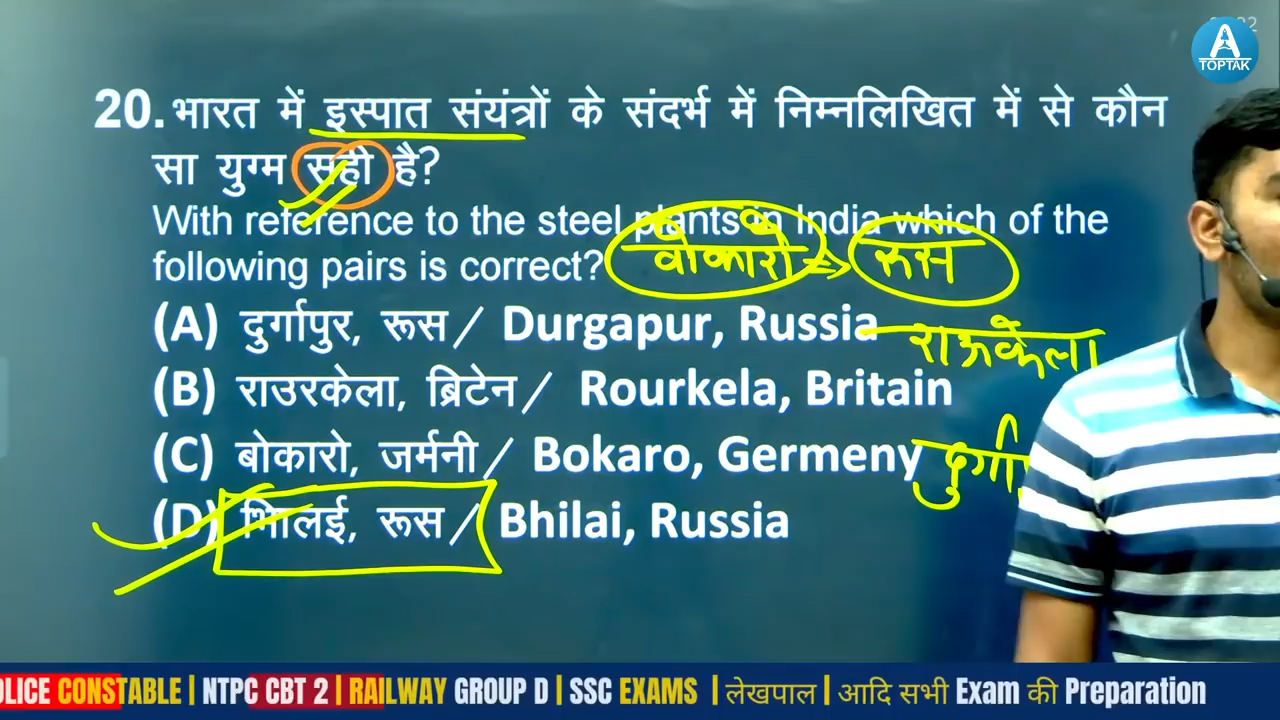 A
TOPTAK
20. भारत में इस्पात संयंत्रों के संदर्भ में निम्नलिखित में से कौन
सा युग्म सही है?
With reference to the steel plants in India which of the
following pairs is correct?
बोकारो → रूस
(A) दुर्गापुर, रूस / Durgapur, Russia
राऊकेला
(B) राउरकेला, ब्रिटेन / Rourkela, Britain
(C) बोकारो, जर्मनी / Bokaro, Germeny
दुर्गा
(D) भिालई, रूस / Bhilai, Russia
OLICE CONSTABLE | NTPC CBT 2 | RAILWAY GROUP D | SSC EXAMS | लेखपाल | आदि सभी Exam की Preparation